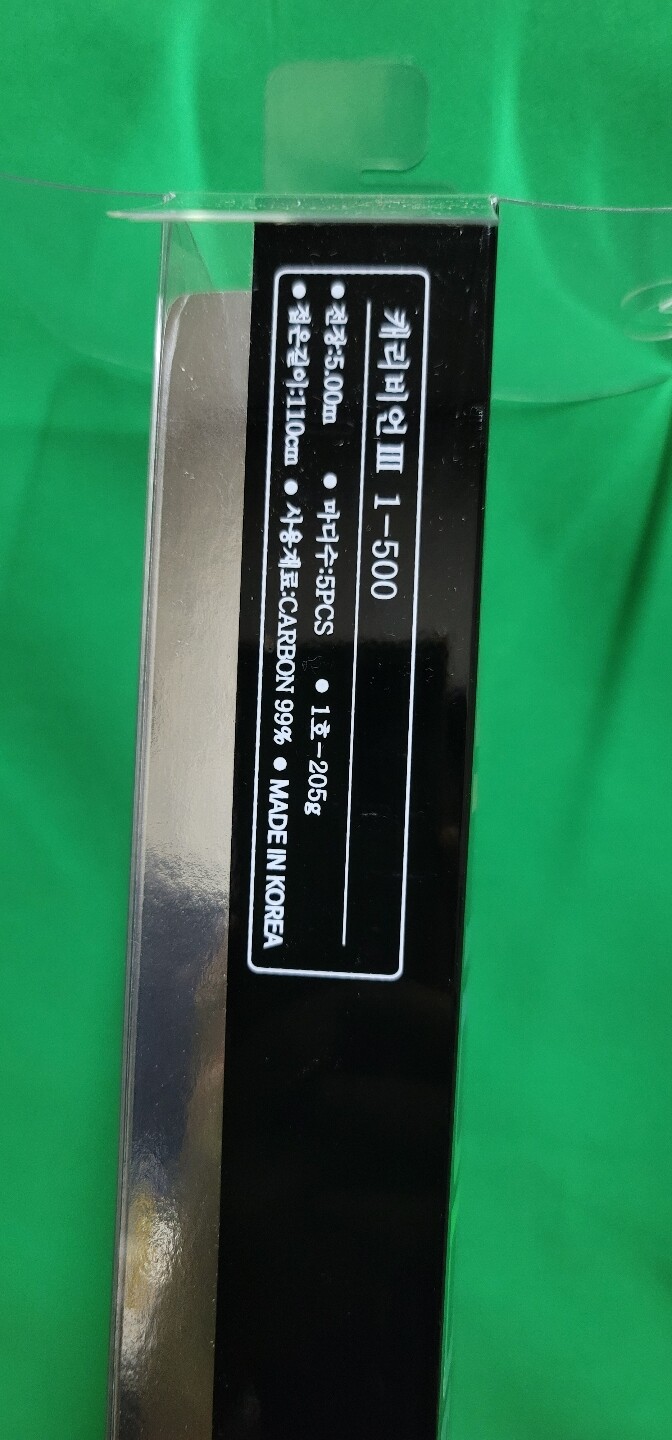 캐리비언Ⅲ 1-500
● 전장:5.00m ● 마디수:5PCS ● 1호-205g
● 접은길이:110cm ● 사용재료:CARBON 99% ● MADE IN KOREA